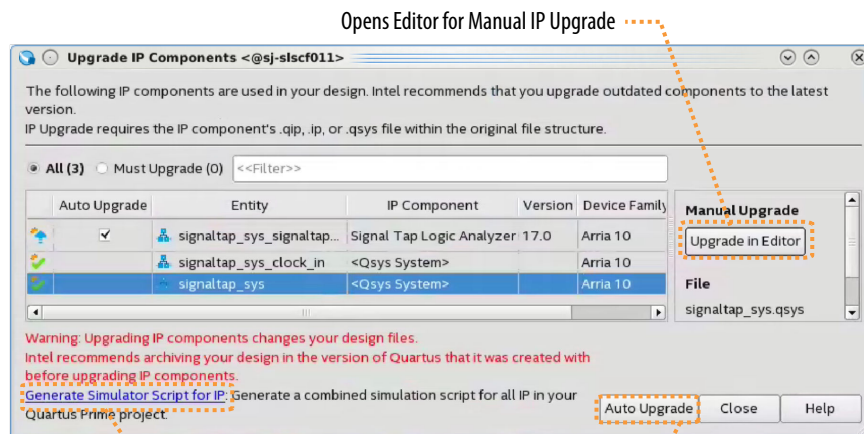 Opens Editor for Manual IP Upgrade
Upgrade IP Components <@sj-slscf011>
The following IP components are used in your design. Intel recommends that you upgrade outdated components to the latest
version.
IP Upgrade requires the IP component's .qip, .ip, or .qsys file within the original file structure.
All (3) Must Upgrade (0) <<Filter>>
Auto Upgrade Entity IP Component Version Device Family
signaltap_sys_signaltap... Signal Tap Logic Analyzer 17.0 Arria 10
signaltap_sys_clock_in <Qsys System> Arria 10
signaltap_sys <Qsys System> Arria 10
Manual Upgrade
Upgrade in Editor
File
signaltap_sys.qsys
Warning: Upgrading IP components changes your design files.
Intel recommends archiving your design in the version of Quartus that it was created with
before upgrading IP components.
Generate Simulator Script for IP: Generate a combined simulation script for all IP in your
Quartus Prime project.
Auto Upgrade Close Help